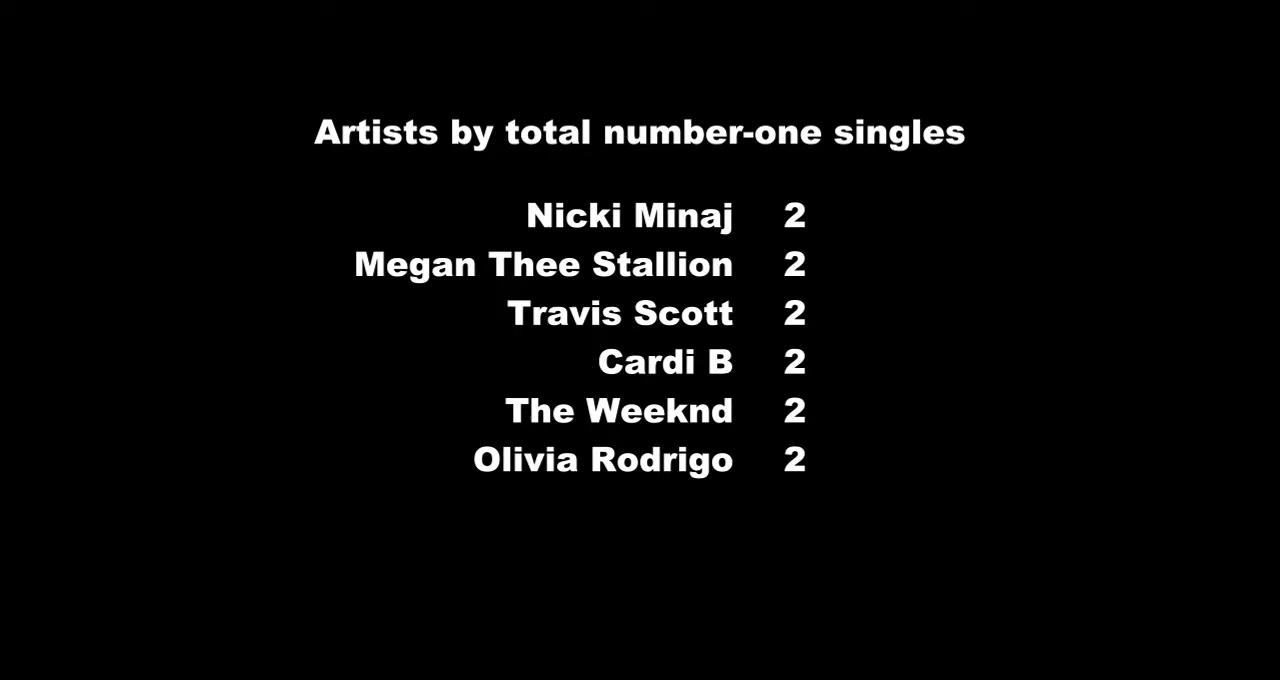 Artists by total number-one singles
Nicki Minaj 2
Megan Thee Stallion 2
Travis Scott 2
Cardi B 2
The Weeknd 2
Olivia Rodrigo 2